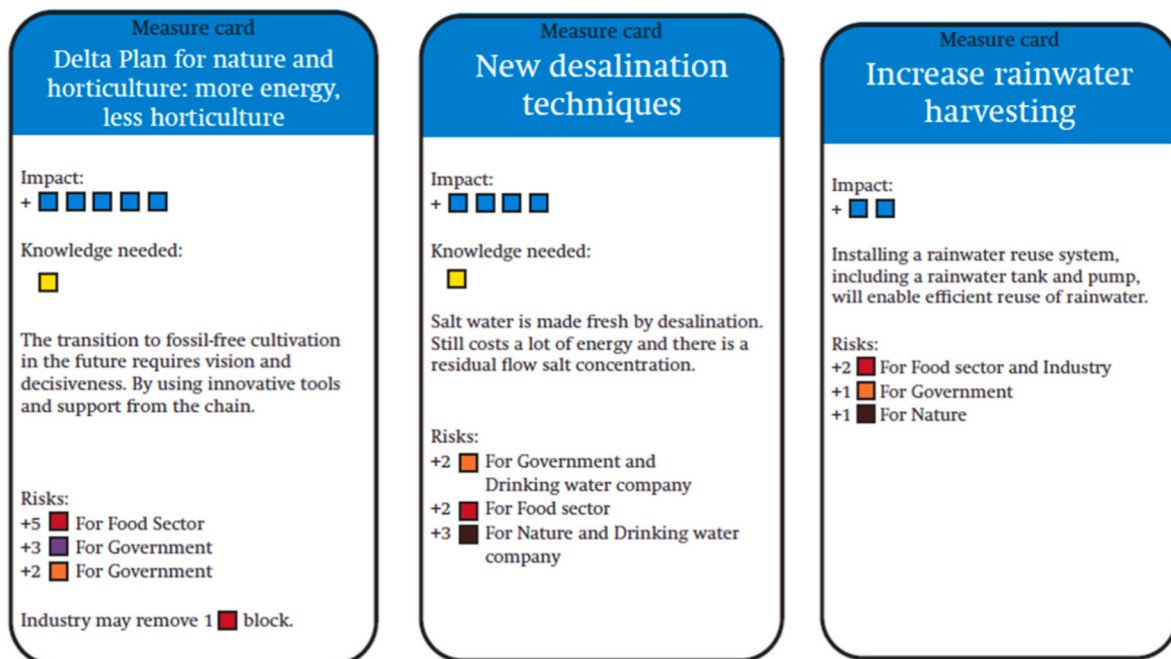 Measure card
Delta Plan for nature and
horticulture: more energy,
less horticulture
Impact:
+
Knowledge needed:
The transition to fossil-free cultivation
in the future requires vision and
decisiveness. By using innovative tools
and support from the chain.
Risks:
+5 For Food Sector
+3 For Government
+2 For Government
Industry may remove 1 block.
Measure card
New desalination
techniques
Impact:
+
Knowledge needed:
Salt water is made fresh by desalination.
Still costs a lot of energy and there is a
residual flow salt concentration.
Risks:
+2 For Government and
Drinking water company
+2 For Food sector
+3 For Nature and Drinking water
company
Measure card
Increase rainwater
harvesting
Impact:
+
Installing a rainwater reuse system,
including a rainwater tank and pump,
will enable efficient reuse of rainwater.
Risks:
+2 For Food sector and Industry
+1 For Government
+1 For Nature